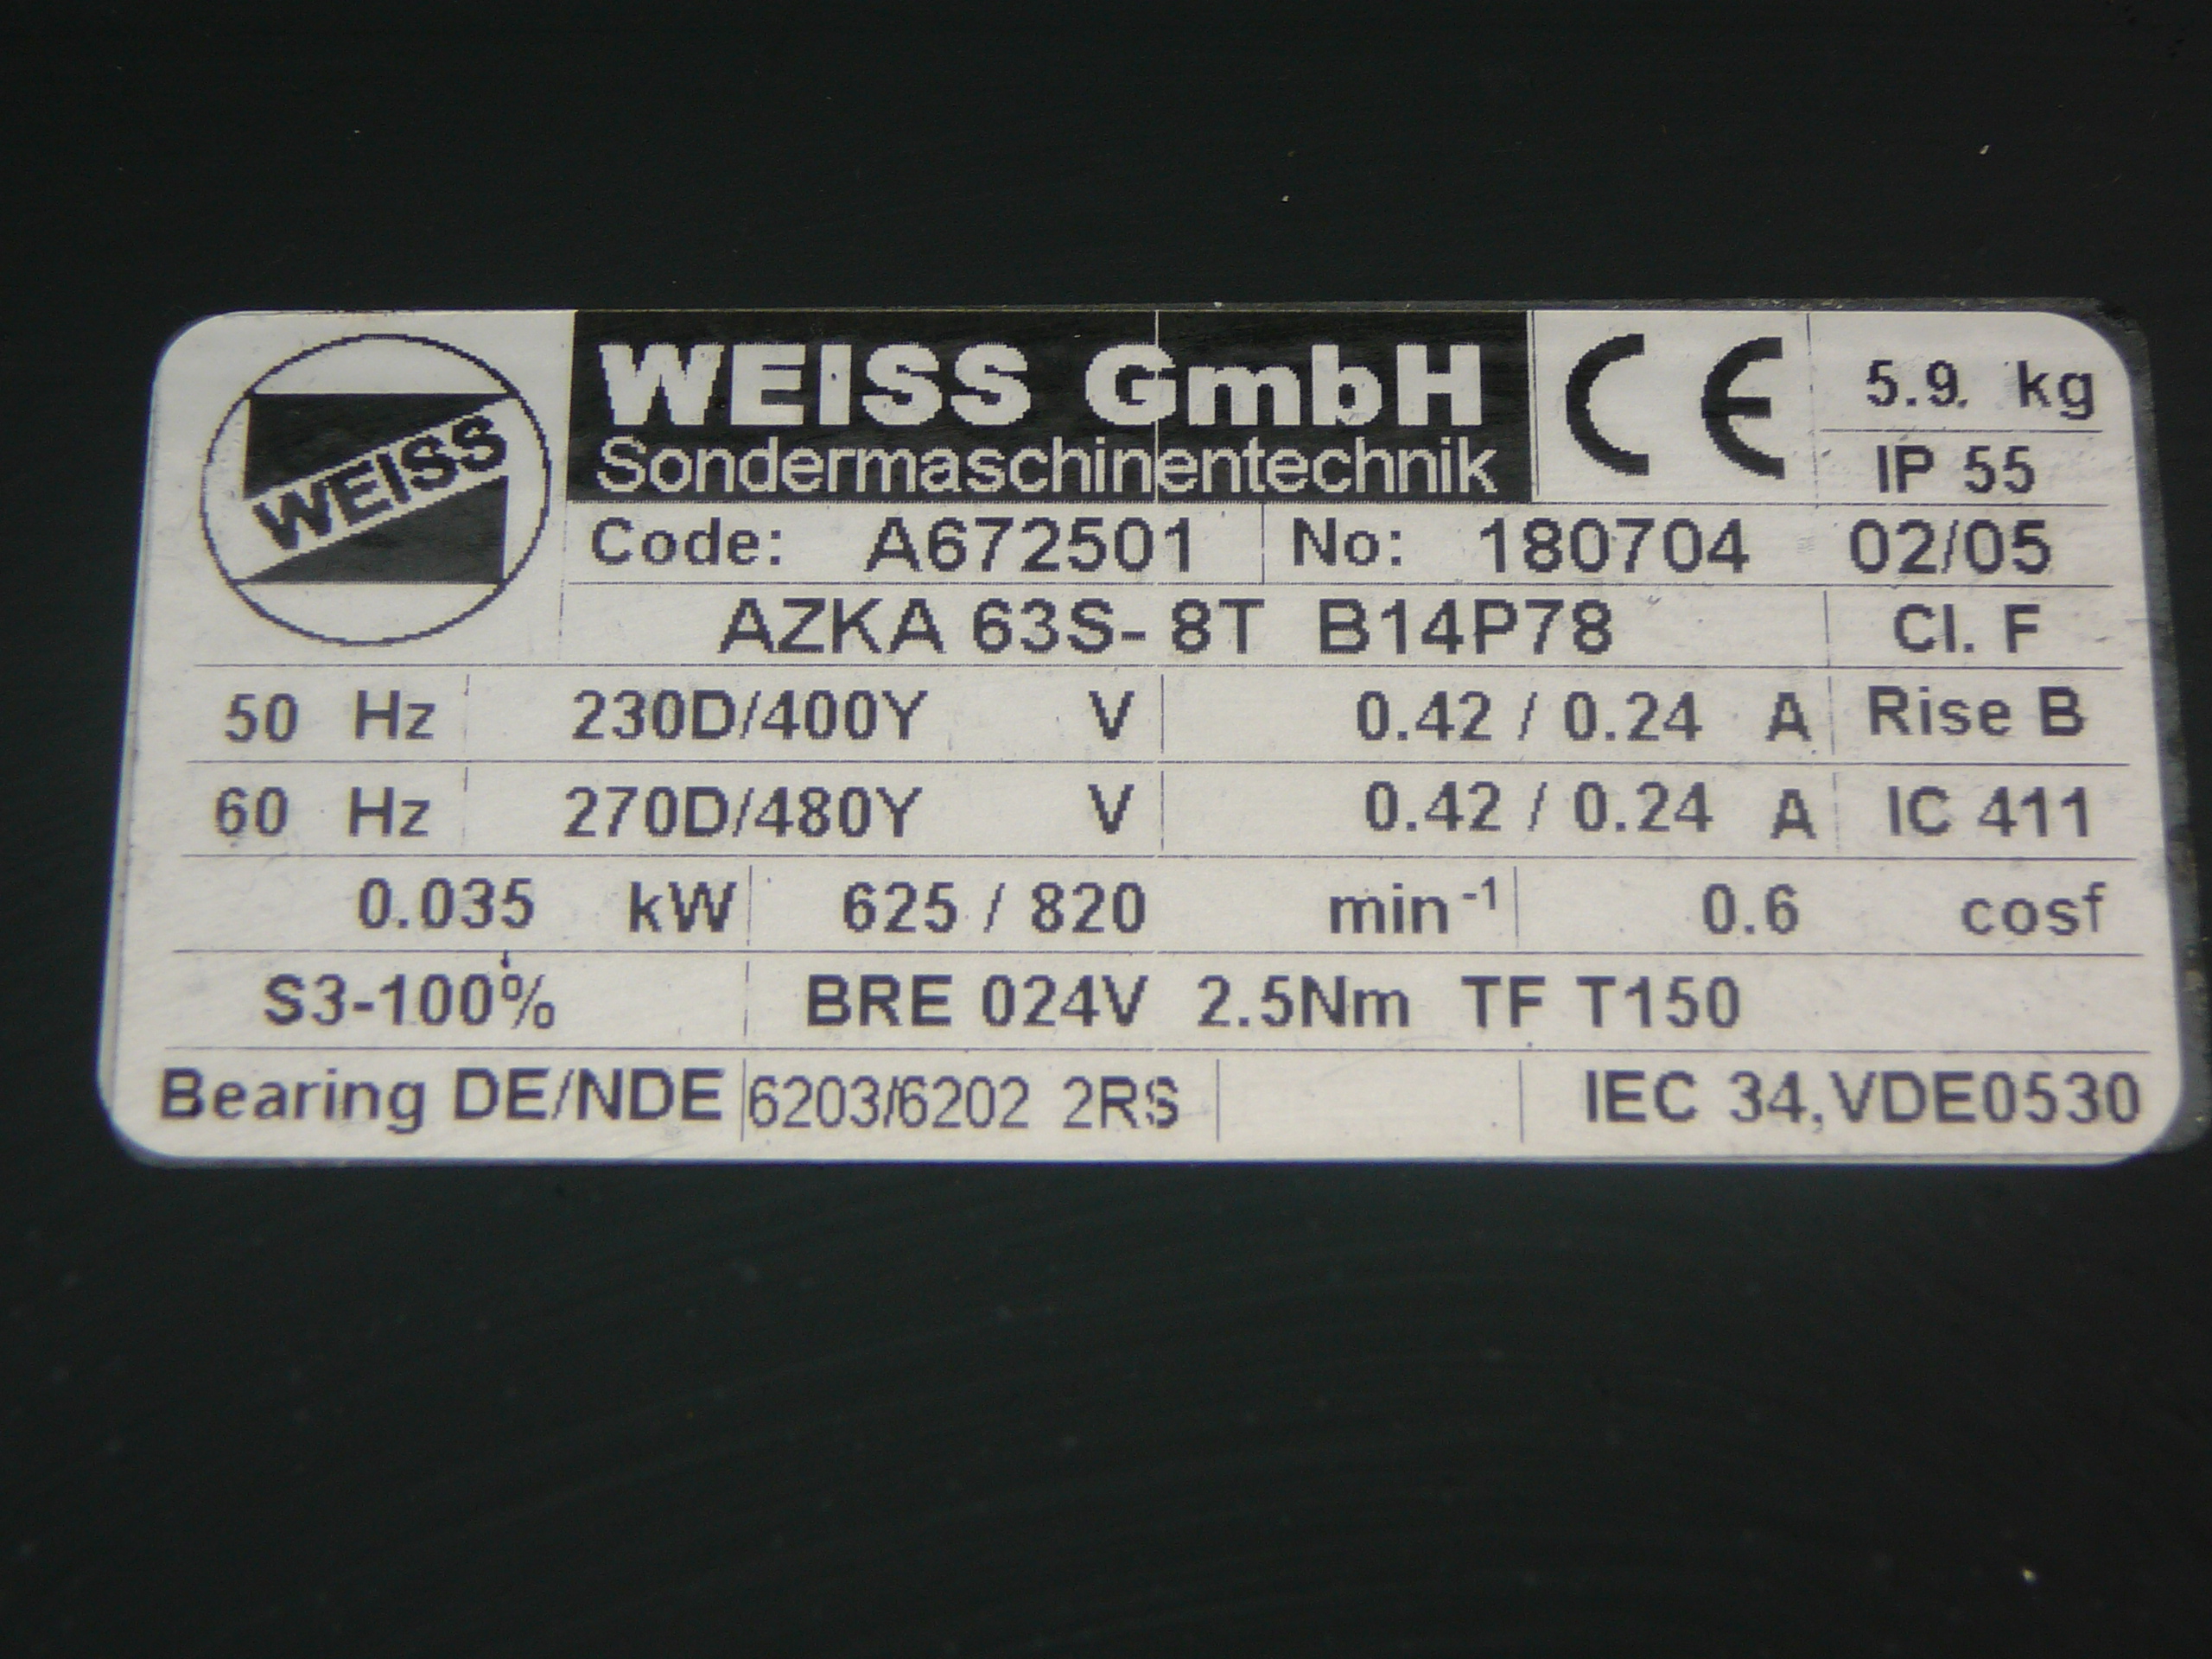 WEISS
WEISS GmbH
Sondermaschinentechnik
CE
5.9. kg
IP 55
Code: A672501 No: 180704 02/05
AZKA 63S-8T B14P78 Cl. F
50 Hz 230D/400Y V 0.42 / 0.24 A Rise B
60 Hz 270D/480Y V 0.42 / 0.24 A IC 411
0.035 kW 625 / 820 min-1 0.6 cosf
S3-100% BRE 024V 2.5Nm TF T150
Bearing DE/NDE 6203/6202 2RS IEC 34,VDE0530